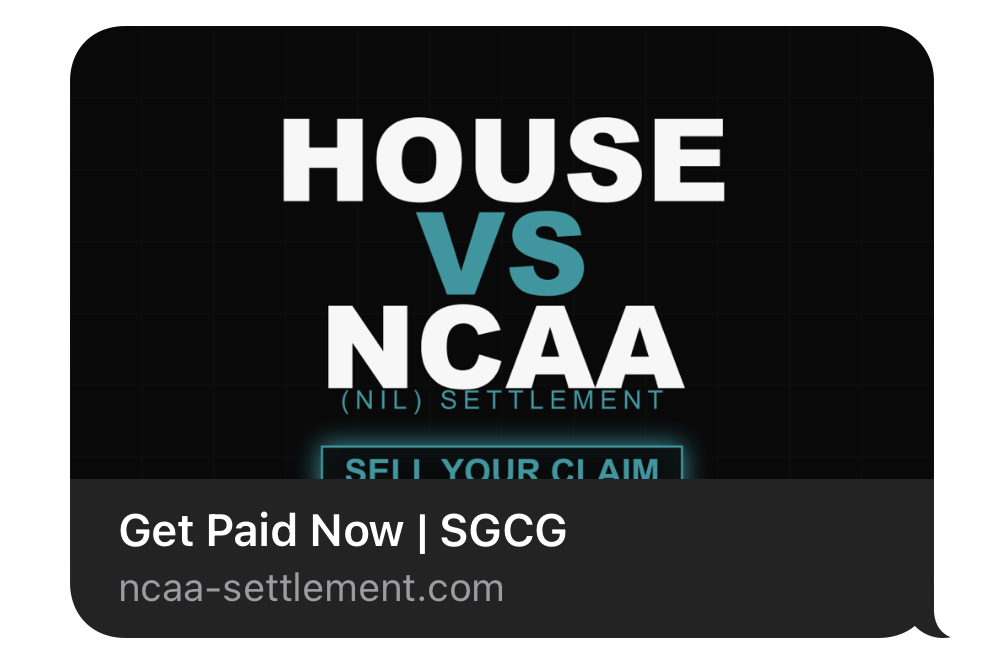 HOUSE
VS
NCAA
(NIL) SETTLEMENT
SELL YOUR CLAIM
Get Paid Now | SGCG
ncaa-settlement.com